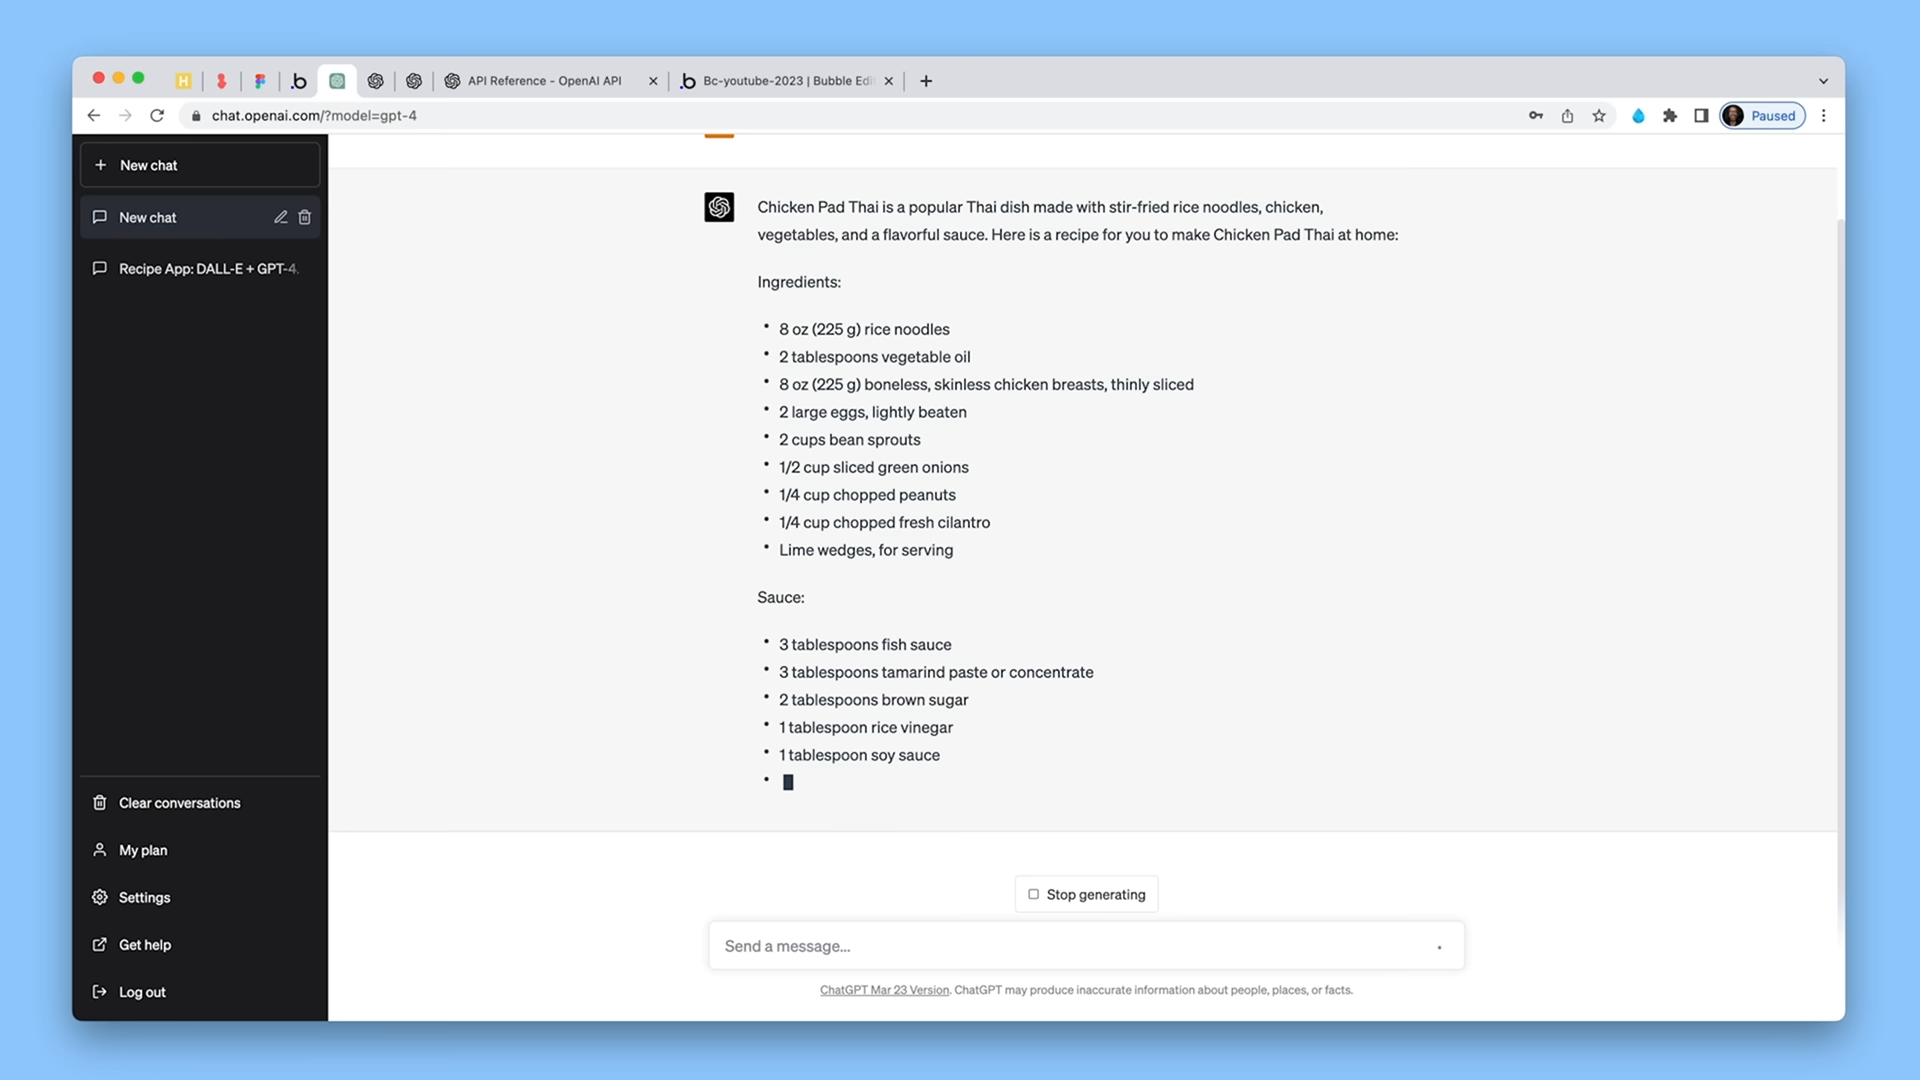 H
b
API Reference - OpenAI API
b
Bc-youtube-2023 | Bubble Edi
chat.openai.com/?model=gpt-4
Paused
New chat
New chat
Recipe App: DALL-E + GPT-4.
Clear conversations
My plan
Settings
Get help
Log out
Chicken Pad Thai is a popular Thai dish made with stir-fried rice noodles, chicken,
vegetables, and a flavorful sauce. Here is a recipe for you to make Chicken Pad Thai at home:
Ingredients:
• 8 oz (225 g) rice noodles
• 2 tablespoons vegetable oil
• 8 oz (225 g) boneless, skinless chicken breasts, thinly sliced
• 2 large eggs, lightly beaten
• 2 cups bean sprouts
• 1/2 cup sliced green onions
• 1/4 cup chopped peanuts
• 1/4 cup chopped fresh cilantro
• Lime wedges, for serving
Sauce:
• 3 tablespoons fish sauce
• 3 tablespoons tamarind paste or concentrate
• 2 tablespoons brown sugar
• 1 tablespoon rice vinegar
• 1 tablespoon soy sauce
•
Stop generating
Send a message...
ChatGPT Mar 23 Version. ChatGPT may produce inaccurate information about people, places, or facts.